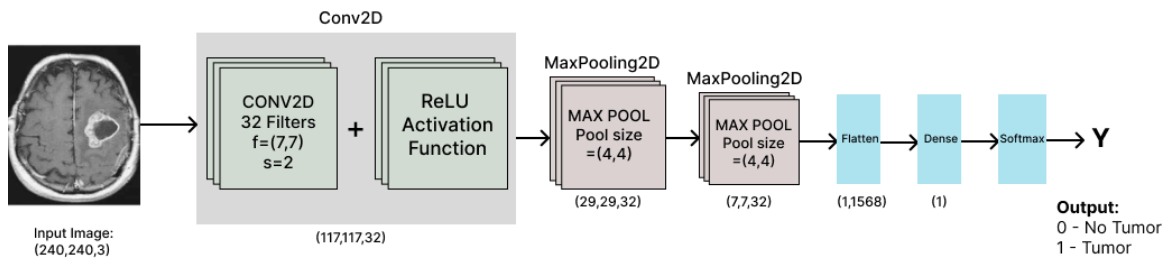 Conv2D
CONV2D
32 Filters
f=(7,7)
s=2
+
ReLU
Activation
Function
(117,117,32)
Input Image:
(240,240,3)
MaxPooling2D
MAX POOL
Pool size
=(4,4)
(29,29,32)
MaxPooling2D
MAX POOL
Pool size
=(4,4)
(7,7,32)
Flatten
(1,1568)
Dense
(1)
Softmax
Y
Output:
0 - No Tumor
1 - Tumor